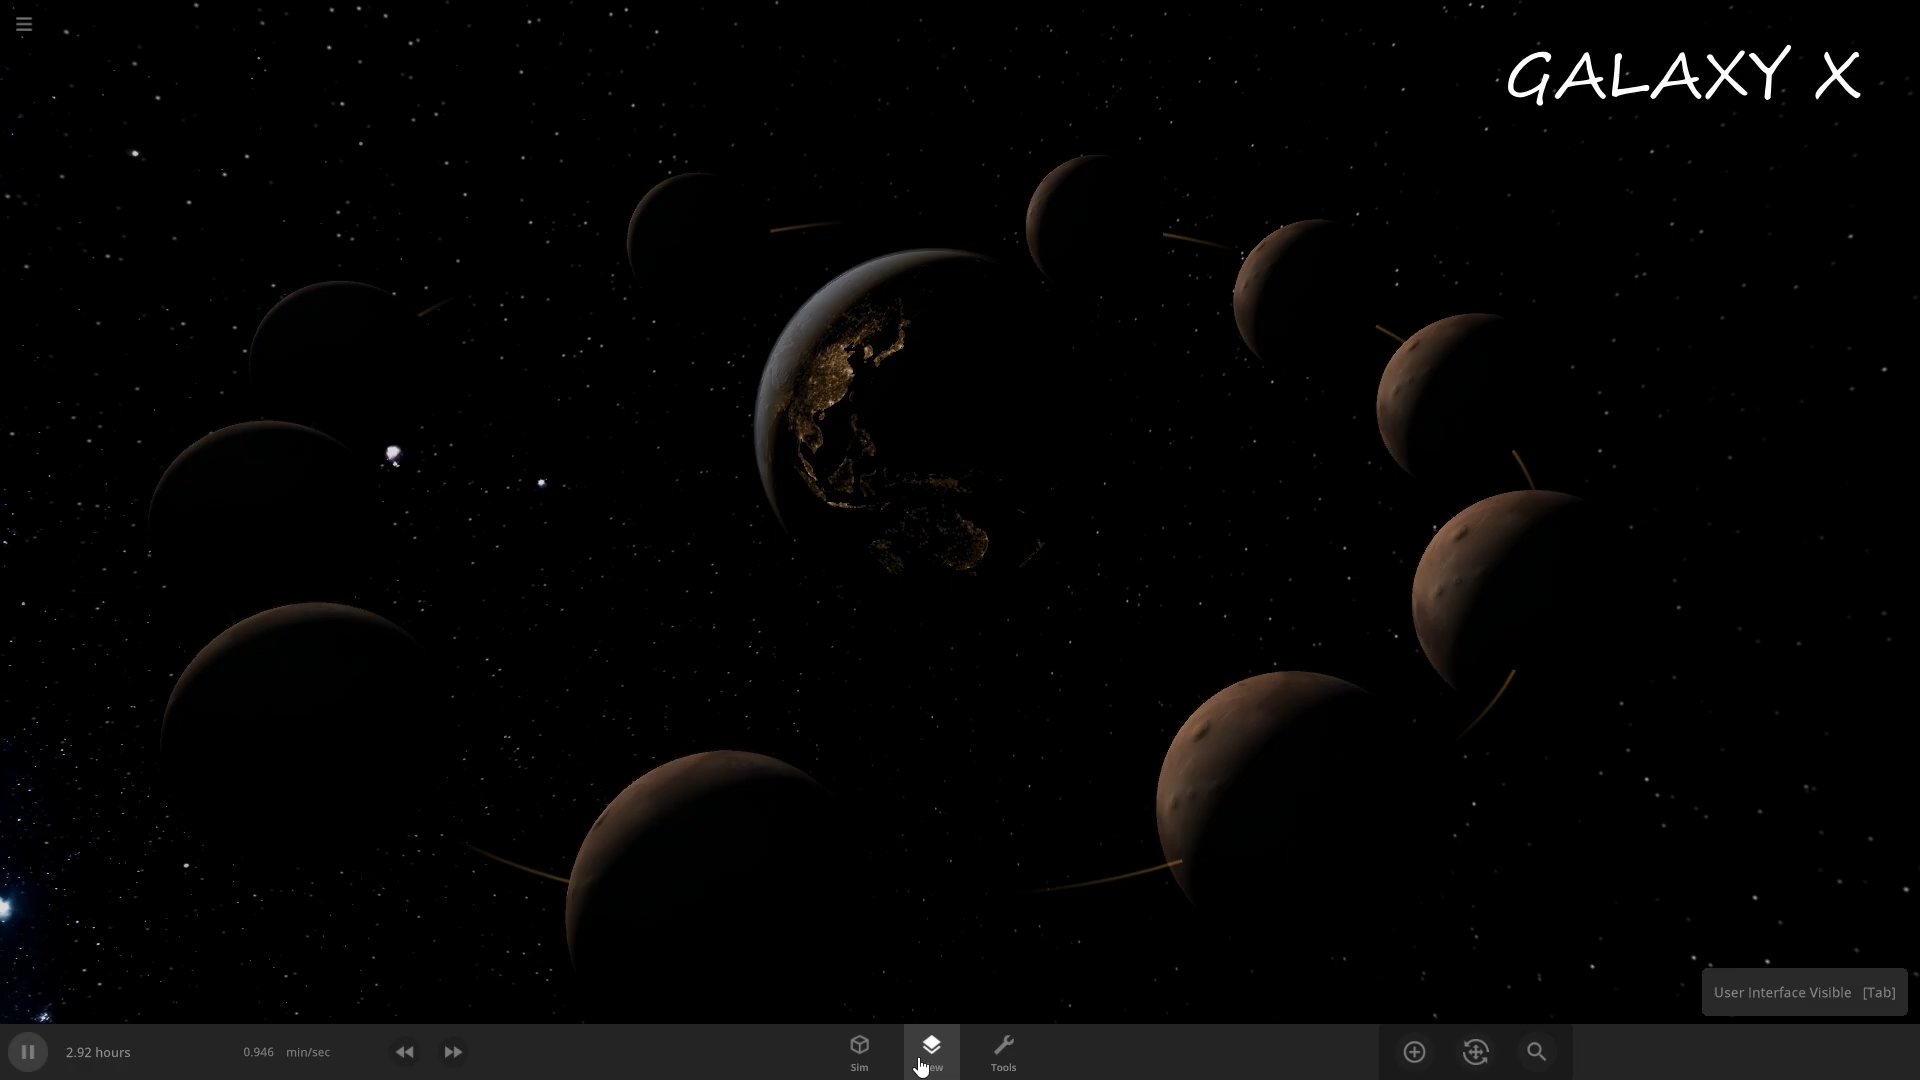 GALAXY X
User Interface Visible [Tab]
2.92 hours
0.946 min/sec
Sim
Tools